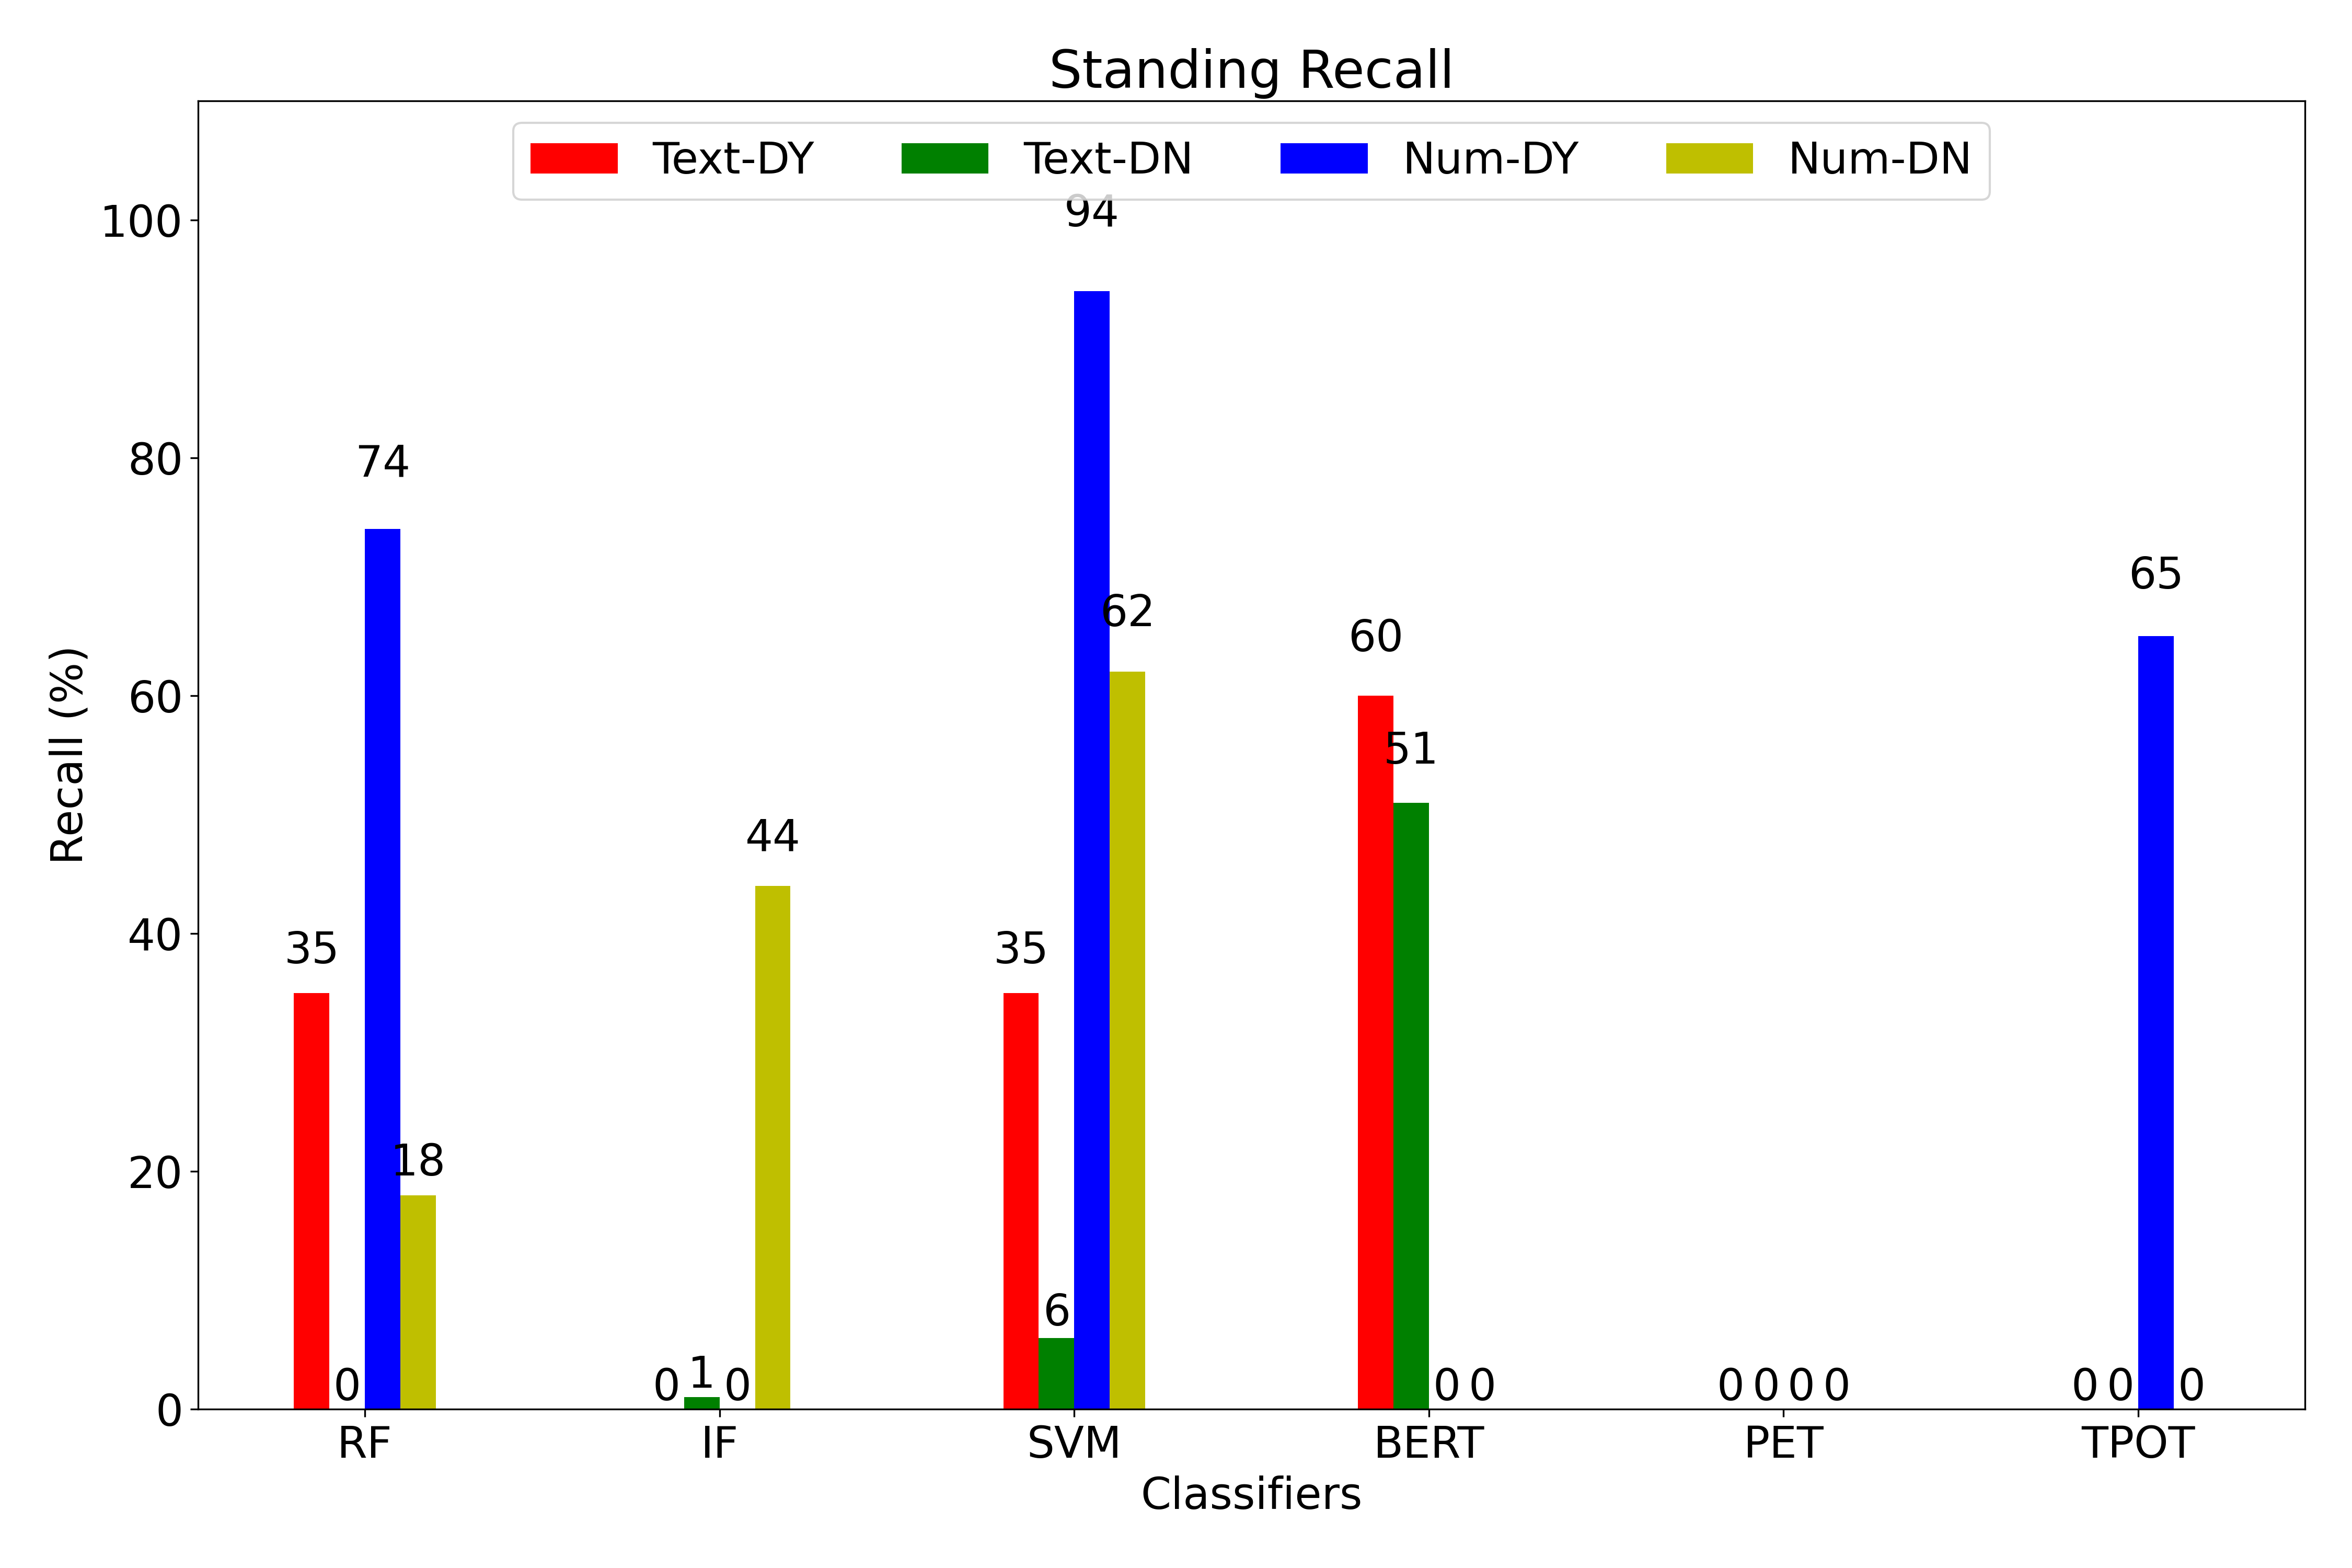 Standing Recall
Text-DY Text-DN Num-DY Num-DN
Recall (%)
100
80
60
40
20
0
35 0 74 18
0 1 0 44
35 6 94 62
60 51 0 0
0 0 0 0
0 0 65 0
RF IF SVM BERT PET TPOT
Classifiers